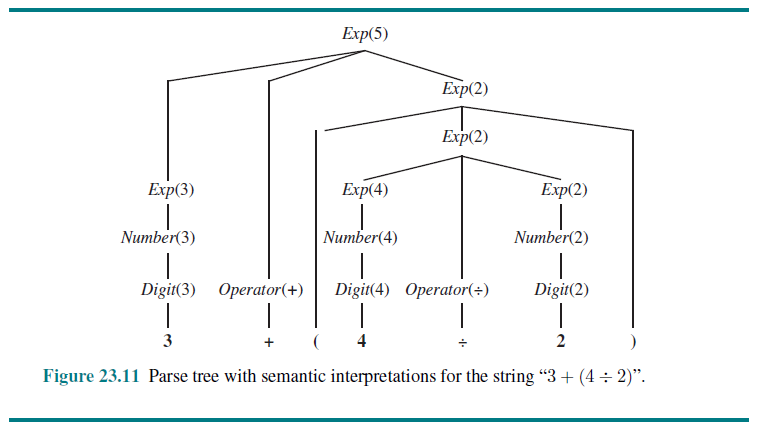 Exp(5)
Exp(2)
Exp(2)
Exp(3) Exp(4) Exp(2)
Number(3) Number(4) Number(2)
Digit(3) Operator(+) Digit(4) Operator(÷) Digit(2)
3 + ( 4 ÷ 2 )
Figure 23.11 Parse tree with semantic interpretations for the string “3 + (4 ÷ 2)”.